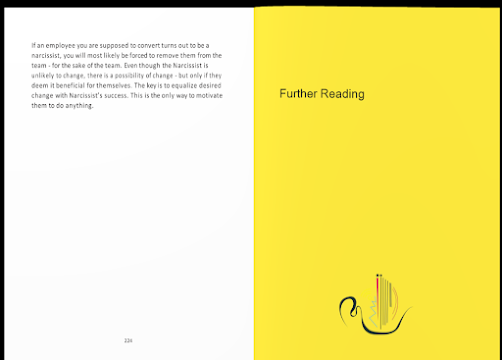 If an employee you are supposed to convert turns out to be a
narcissist, you will most likely be forced to remove them from the
team - for the sake of the team. Even though the Narcissist is
unlikely to change, there is a possibility of change - but only if they
deem it beneficial for themselves. The key is to equalize desired
change with Narcissist's success. This is the only way to motivate
them to do anything.
Further Reading